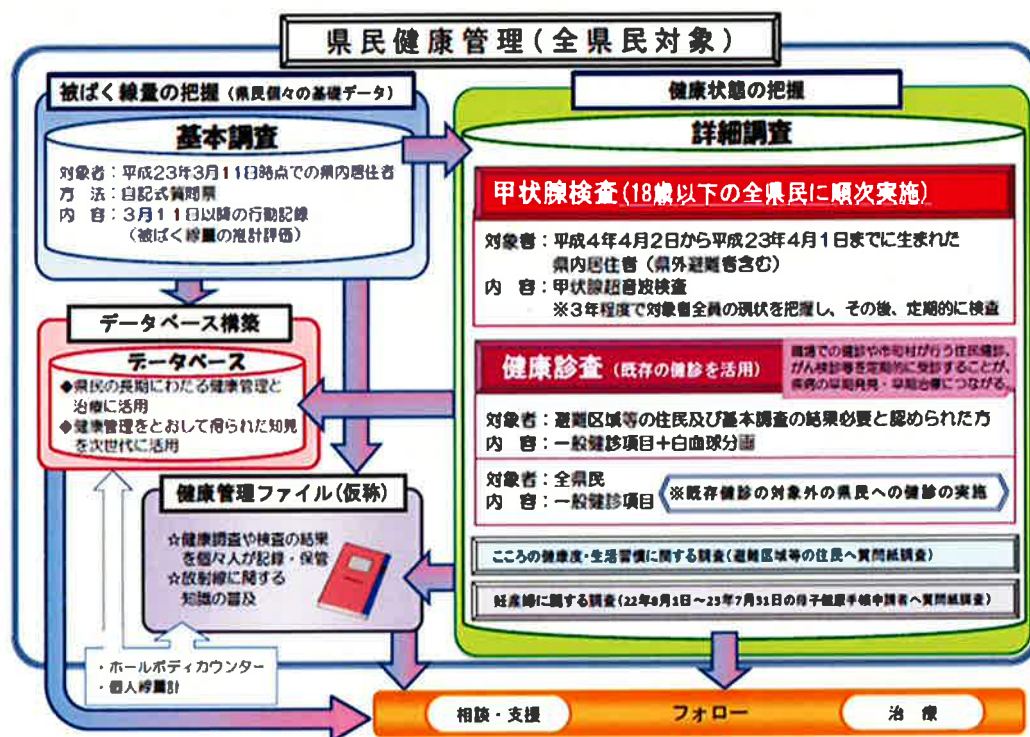 県民健康管理(全県民対象)
被ばく線量の把握(県民個々の基礎データ)
基本調査
対象者:平成23年3月11日時点での県内居住者
方 法:自記式質問票
内 容:3月11日以降の行動記録
(被ばく線量の推計評価)
データベース構築
データベース
◆県民の長期にわたる健康管理と
治療に活用
◆健康管理をとおして得られた知見
を次世代に活用
健康管理ファイル(仮称)
☆健康調査や検査の結果
を個々人が記録・保管
☆放射線に関する
知識の普及
・ホールボディカウンター
・個人線量計
健康状態の把握
詳細調査
甲状腺検査(18歳以下の全県民に順次実施)
対象者:平成4年4月2日から平成23年4月1日までに生まれた
県内居住者(県外避難者含む)
内 容:甲状腺超音波検査
※3年程度で対象者全員の現状を把握し、その後、定期的に検査
健康診査(既存の健診を活用)
職場での健診や市町村が行う住民健診、
がん検診等を定期的に受診することが、
疾病の早期発見・早期治療につながる。
対象者:避難区域等の住民及び基本調査の結果必要と認められた方
内 容:一般健診項目+白血球分画
対象者:全県民
内 容:一般健診項目
※既存健診の対象外の県民への健診の実施
こころの健康度・生活習慣に関する調査(避難区域等の住民へ質問紙調査)
妊産婦に関する調査(22年8月1日~23年7月31日の母子健康手帳申請者へ質問紙調査)
相談・支援
フォロー
治 療